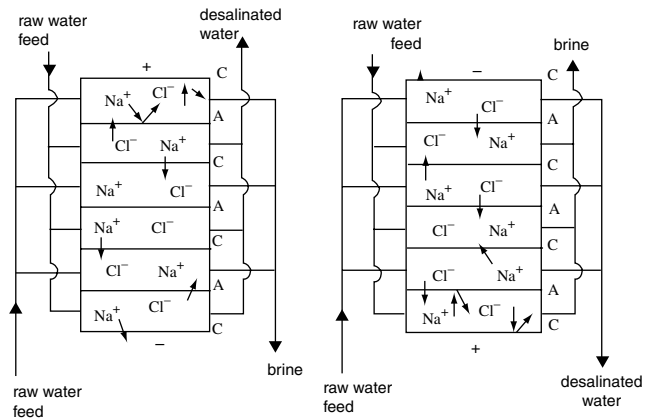 raw water
feed
desalinated
water
+
C
Na⁺ Cl⁻
A
Cl⁻ Na⁺
C
Na⁺ Cl⁻
A
Na⁺ Cl⁻
C
Cl⁻ Na⁺
A
Na⁺ Cl⁻
C
−
raw water
feed
brine
raw water
feed
brine
−
C
Na⁺ Cl⁻
A
Cl⁻ Na⁺
C
Na⁺ Cl⁻
A
Cl⁻ Na⁺
C
Cl⁻ Na⁺
A
Na⁺ Cl⁻
C
+
raw water
feed
desalinated
water